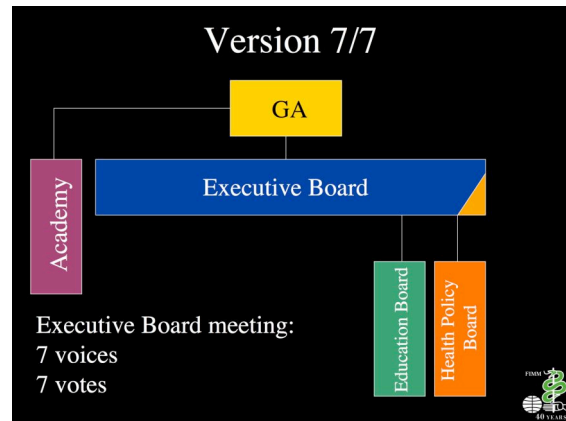 Version 7/7
GA
Executive Board
Academy
Education Board
Health Policy
Board
Executive Board meeting:
7 voices
7 votes
FIMM
40 YEARS